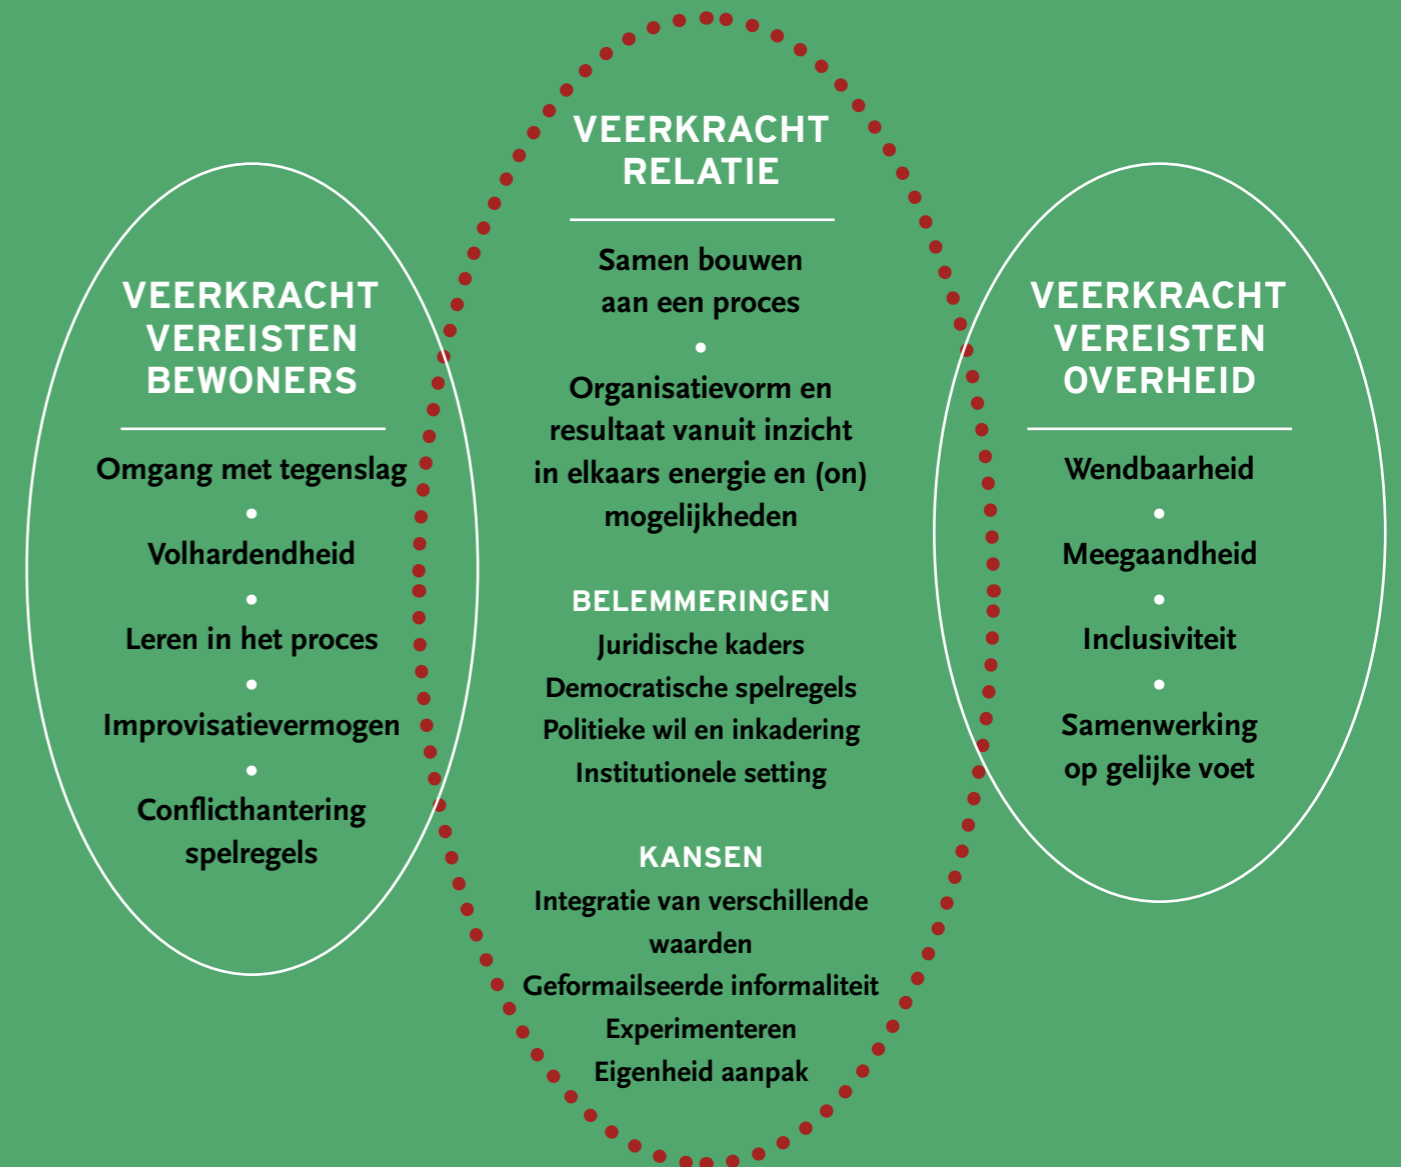 VEERKRACHT
VEREISTEN
BEWONERS
Omgang met tegenslag
Volhardendheid
Leren in het proces
Improvisatievermogen
Conflicthantering
spelregels
VEERKRACHT
RELATIE
Samen bouwen
aan een proces
Organisatievorm en
resultaat vanuit inzicht
in elkaars energie en (on)
mogelijkheden
BELEMMERINGEN
Juridische kaders
Democratische spelregels
Politieke wil en inkadering
Institutionele setting
KANSEN
Integratie van verschillende
waarden
Geformailseerde informaliteit
Experimenteren
Eigenheid aanpak
VEERKRACHT
VEREISTEN
OVERHEID
Wendbaarheid
Meegaandheid
Inclusiviteit
Samenwerking
op gelijke voet